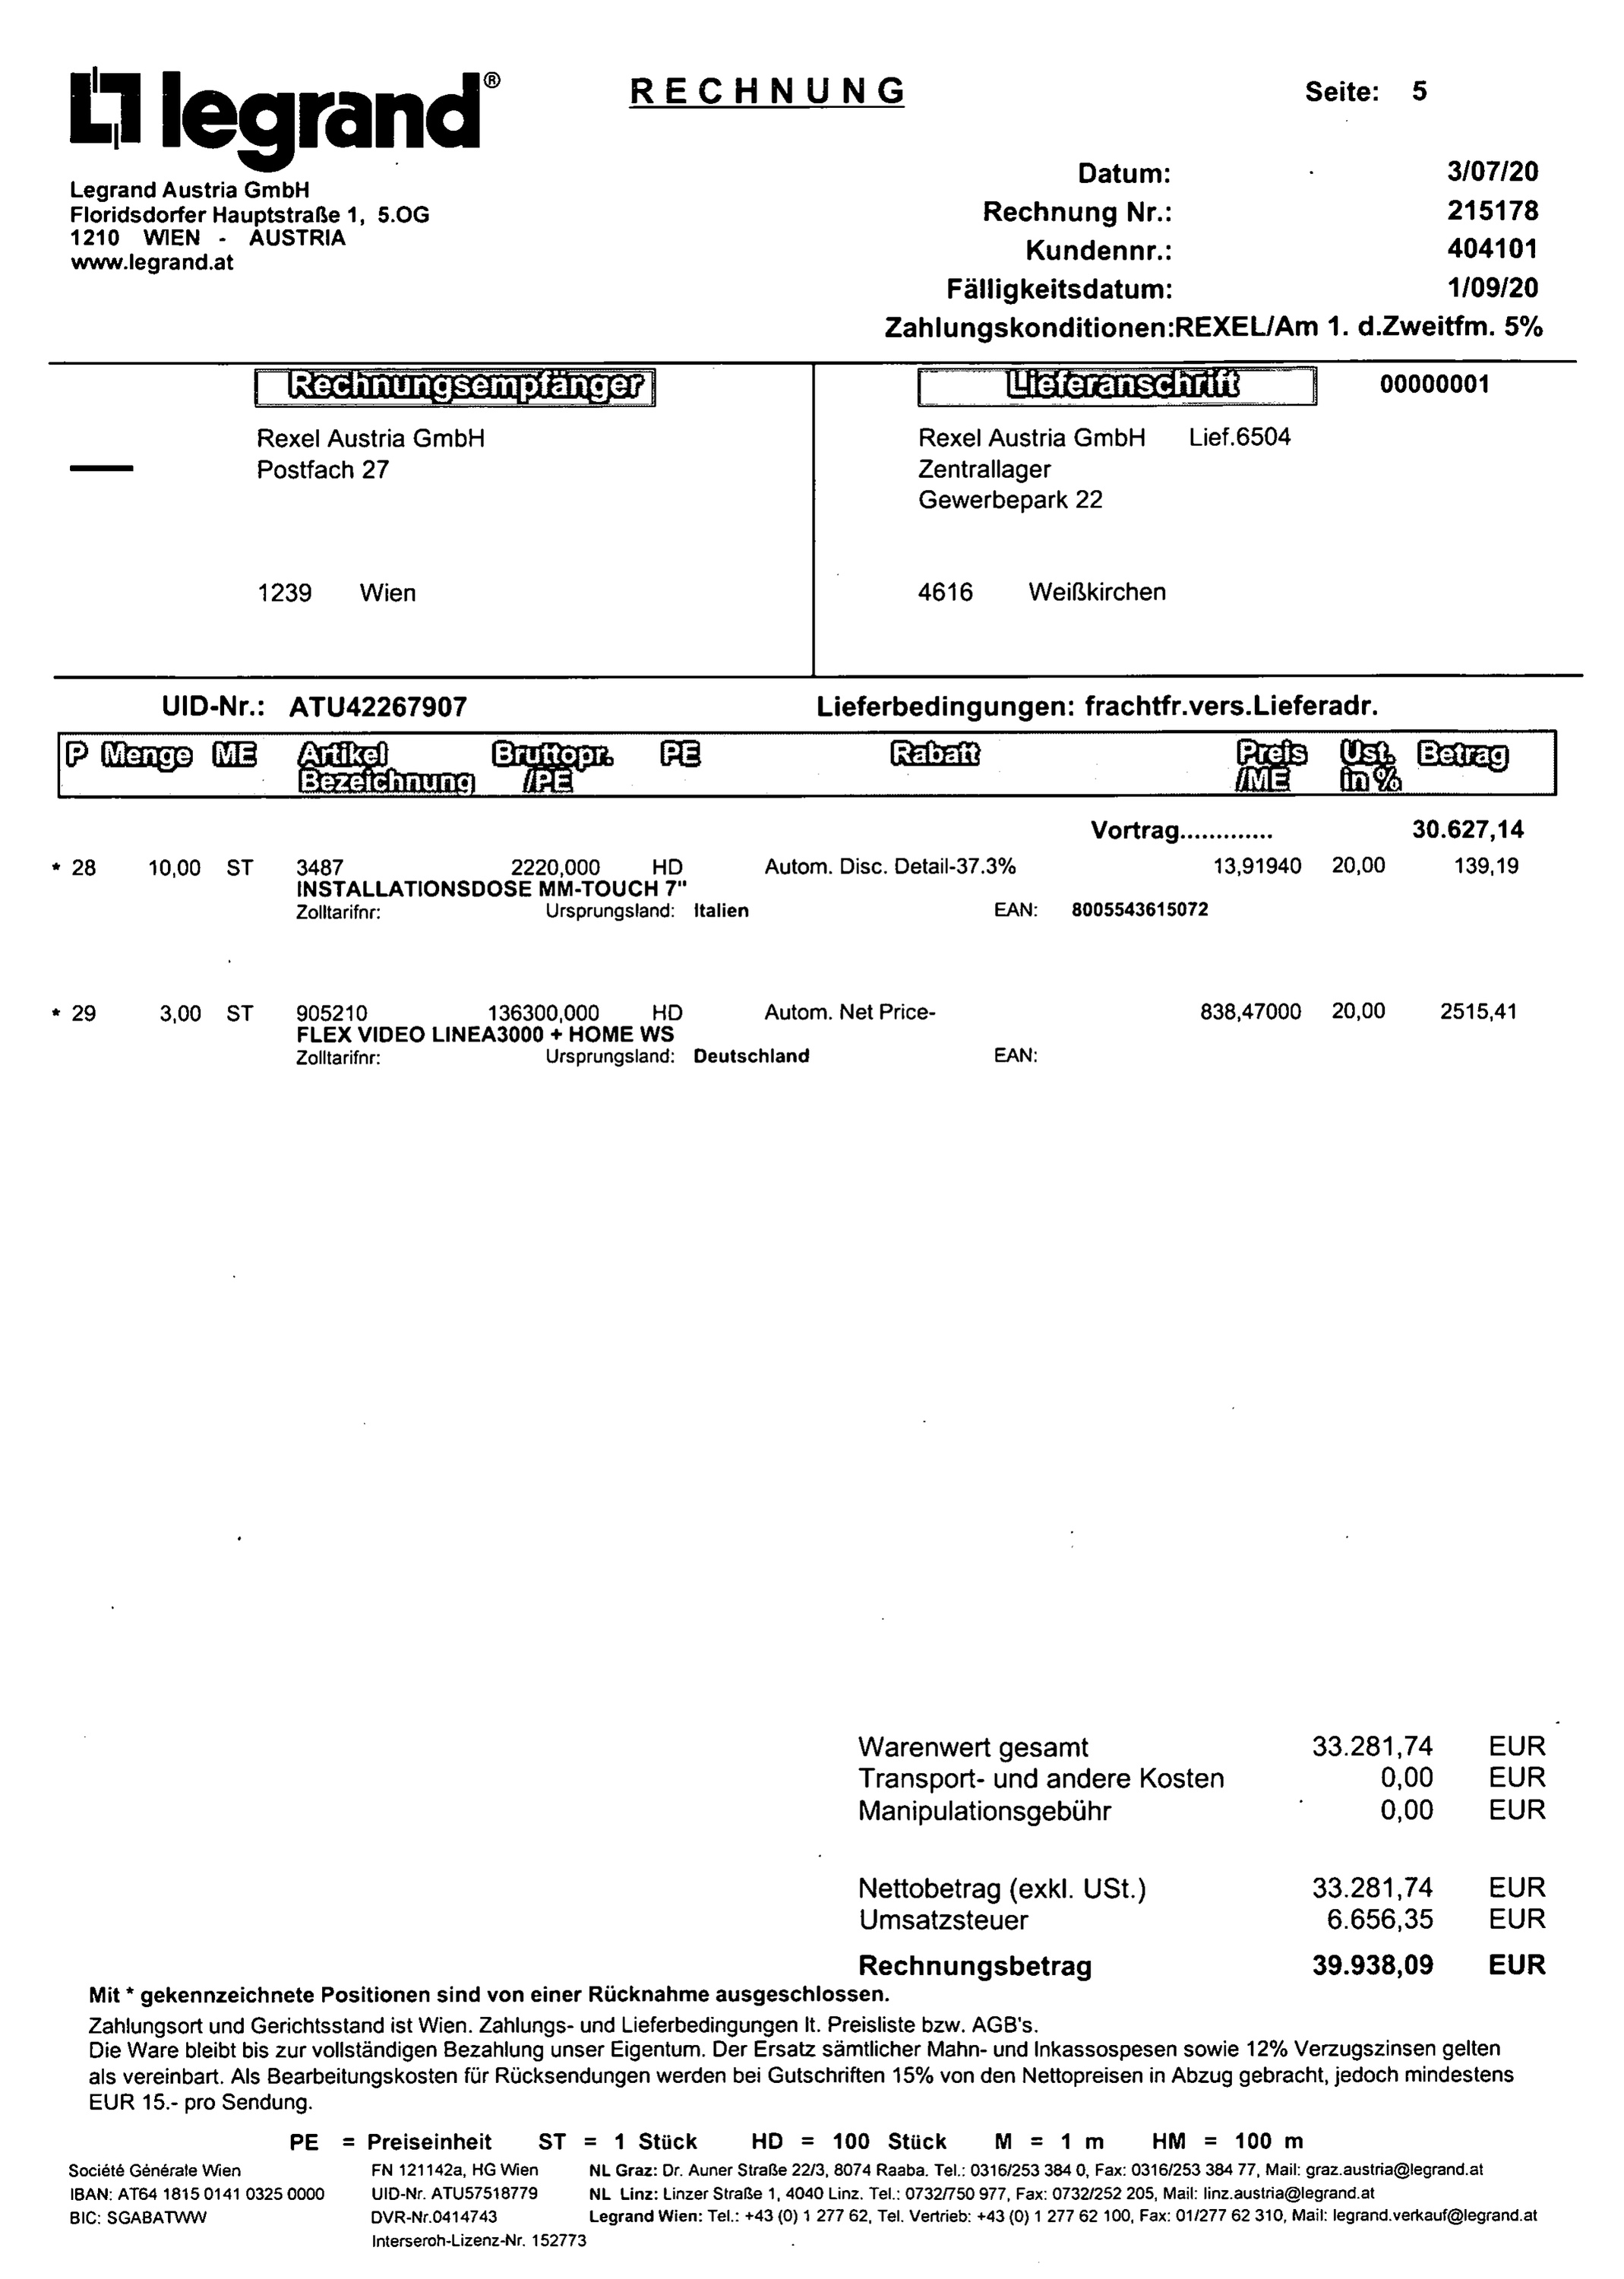 legrand®
RECHNUNG
Seite: 5
Legrand Austria GmbH
Floridsdorfer Hauptstraße 1, 5.OG
1210 WIEN - AUSTRIA
www.legrand.at
Datum: 3/07/20
Rechnung Nr.: 215178
Kundennr.: 404101
Fälligkeitsdatum: 1/09/20
Zahlungskonditionen:REXEL/Am 1. d.Zweitfm. 5%
Rechnungsempfänger
Rexel Austria GmbH
Postfach 27
1239 Wien
Lieferanschrift 00000001
Rexel Austria GmbH Lief.6504
Zentrallager
Gewerbepark 22
4616 Weißkirchen
UID-Nr.: ATU42267907 Lieferbedingungen: frachtfr.vers.Lieferadr.
P Menge ME Artikel Bruttopr. PE Rabatt Preis Ust. Betrag
Bezeichnung /PE /ME in %
Vortrag............. 30.627,14
* 28 10,00 ST 3487 2220,000 HD Autom. Disc. Detail-37.3% 13,91940 20,00 139,19
INSTALLATIONSDOSE MM-TOUCH 7"
Zolltarifnr: Ursprungsland: Italien EAN: 8005543615072
* 29 3,00 ST 905210 136300,000 HD Autom. Net Price- 838,47000 20,00 2515,41
FLEX VIDEO LINEA3000 + HOME WS
Zolltarifnr: Ursprungsland: Deutschland EAN:
Warenwert gesamt 33.281,74 EUR
Transport- und andere Kosten 0,00 EUR
Manipulationsgebühr 0,00 EUR
Nettobetrag (exkl. USt.) 33.281,74 EUR
Umsatzsteuer 6.656,35 EUR
Rechnungsbetrag 39.938,09 EUR
Mit * gekennzeichnete Positionen sind von einer Rücknahme ausgeschlossen.
Zahlungsort und Gerichtsstand ist Wien. Zahlungs- und Lieferbedingungen lt. Preisliste bzw. AGB's.
Die Ware bleibt bis zur vollständigen Bezahlung unser Eigentum. Der Ersatz sämtlicher Mahn- und Inkassospesen sowie 12% Verzugszinsen gelten
als vereinbart. Als Bearbeitungskosten für Rücksendungen werden bei Gutschriften 15% von den Nettopreisen in Abzug gebracht, jedoch mindestens
EUR 15.- pro Sendung.
PE = Preiseinheit ST = 1 Stück HD = 100 Stück M = 1 m HM = 100 m
Société Générale Wien FN 121142a, HG Wien NL Graz: Dr. Auner Straße 22/3, 8074 Raaba. Tel.: 0316/253 384 0, Fax: 0316/253 384 77, Mail: graz.austria@legrand.at
IBAN: AT64 1815 0141 0325 0000 UID-Nr. ATU57518779 NL Linz: Linzer Straße 1, 4040 Linz. Tel.: 0732/750 977, Fax: 0732/252 205, Mail: linz.austria@legrand.at
BIC: SGABATWW DVR-Nr.0414743 Legrand Wien: Tel.: +43 (0) 1 277 62, Tel. Vertrieb: +43 (0) 1 277 62 100, Fax: 01/277 62 310, Mail: legrand.verkauf@legrand.at
Interseroh-Lizenz-Nr. 152773